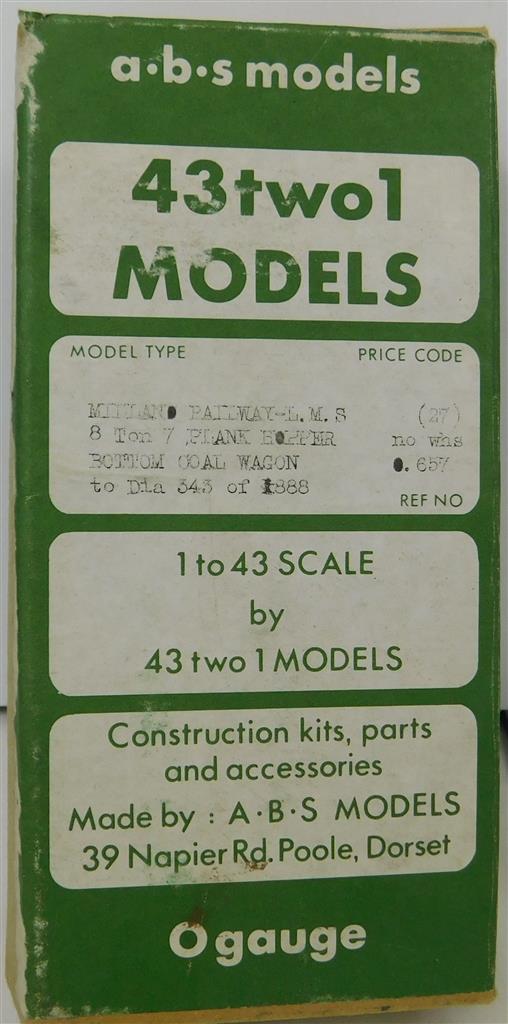 a·b·s models
43two1
MODELS
MODEL TYPE PRICE CODE
MIDLAND RAILWAY-L.M.S (27)
8 Ton 7 PLANK HOPPER no whs
BOTTOM COAL WAGON 0.657
to Dia 343 of 1888
REF NO
1 to 43 SCALE
by
43 two 1 MODELS
Construction kits, parts
and accessories
Made by : A·B·S MODELS
39 Napier Rd. Poole, Dorset
O gauge